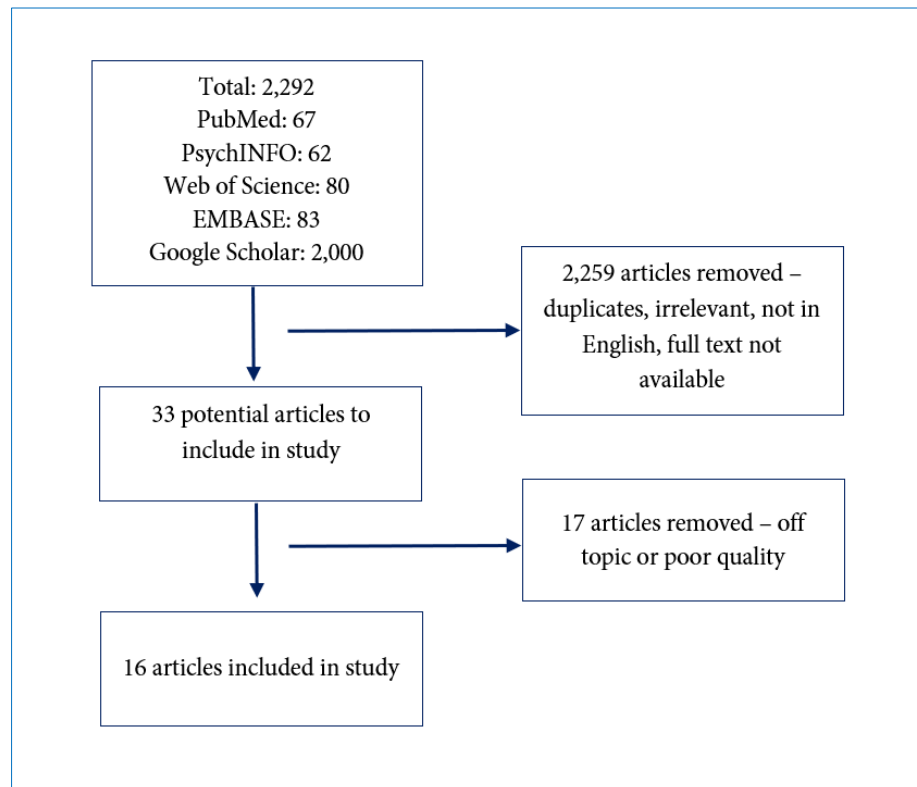 Total: 2,292
PubMed: 67
PsychINFO: 62
Web of Science: 80
EMBASE: 83
Google Scholar: 2,000
2,259 articles removed –
duplicates, irrelevant, not in
English, full text not
available
33 potential articles to
include in study
17 articles removed – off
topic or poor quality
16 articles included in study